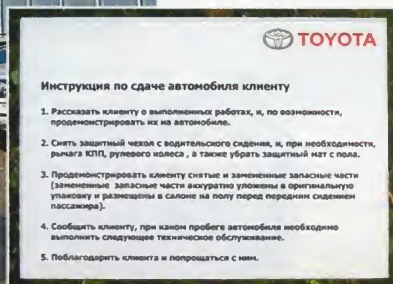 TOYOTA
Инструкция по сдаче автомобиля клиенту
1. Рассказать клиенту о выполненных работах, и, по возможности,
продемонстрировать их на автомобиле.
2. Снять защитный чехол с водительского сидения, и, при необходимости,
рычага КПП, рулевого колеса , а также убрать защитный мат с пола.
3. Продемонстрировать клиенту снятые и замененные запасные части
(замененные запасные части аккуратно уложены в оригинальную
упаковку и размещены в салоне на полу перед передним сидением
пассажира).
4. Сообщить клиенту, при каком пробеге автомобиля необходимо
выполнить следующее техническое обслуживание.
5. Поблагодарить клиента и попрощаться с ним.